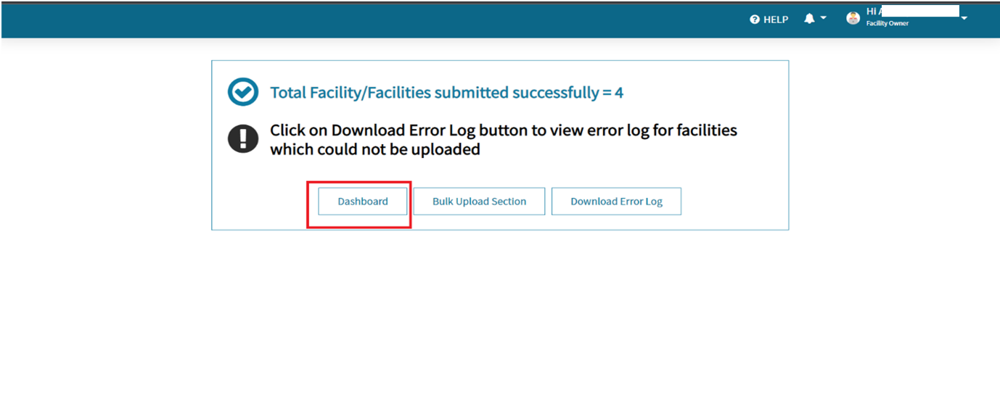 HELP
Hi A
Facility Owner
Total Facility/Facilities submitted successfully = 4
Click on Download Error Log button to view error log for facilities
which could not be uploaded
Dashboard
Bulk Upload Section
Download Error Log